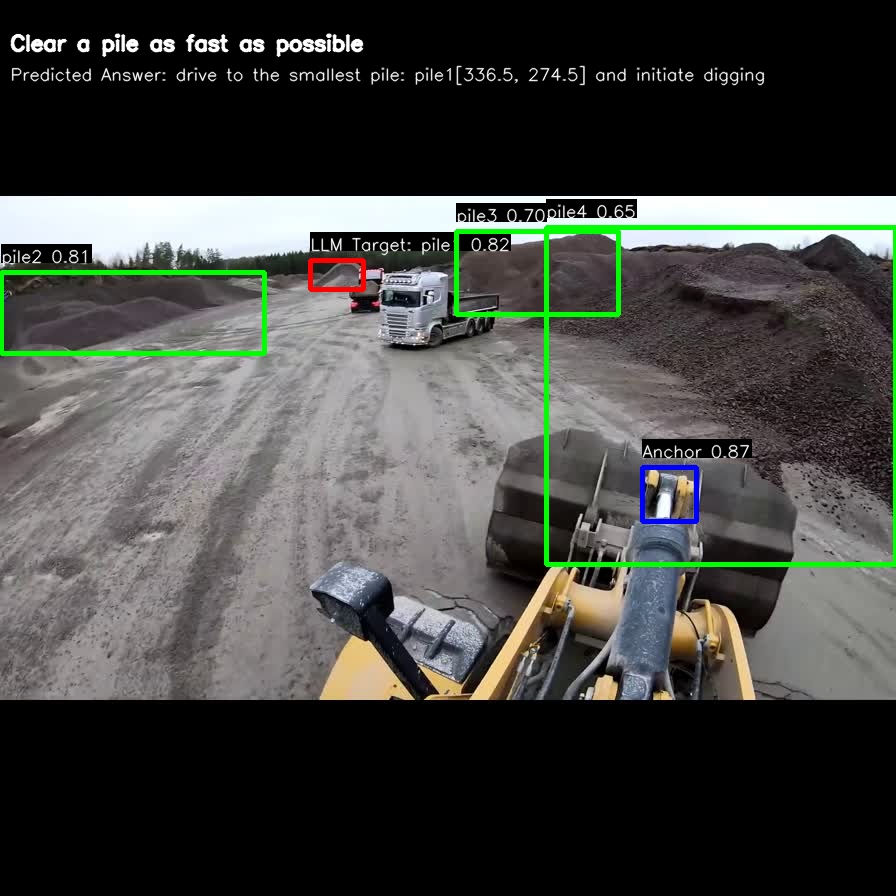 Clear a pile as fast as possible
Predicted Answer: drive to the smallest pile: pile1[336.5, 274.5] and initiate digging
pile3 0.70
pile4 0.65
LLM Target: pile 0.82
pile2 0.81
Anchor 0.87